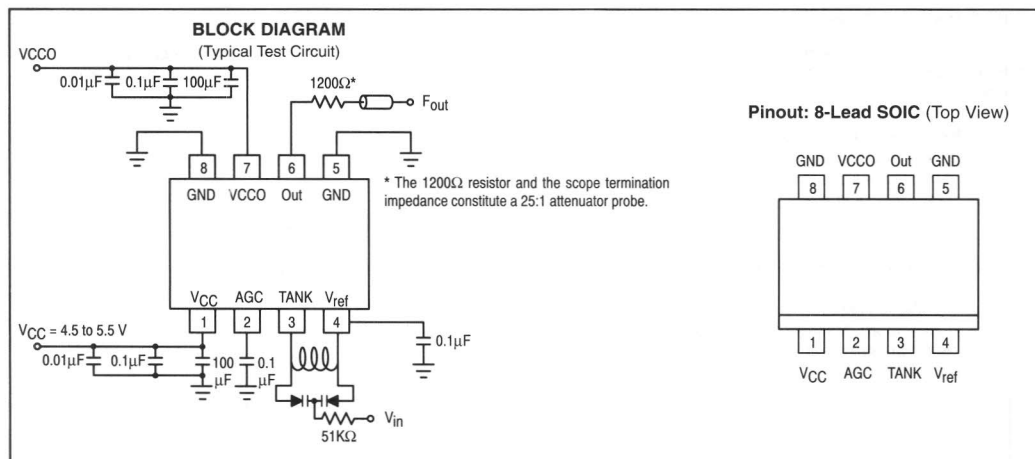 BLOCK DIAGRAM
(Typical Test Circuit)
VCCO
0.01µF 0.1µF 100µF
1200Ω*
Fout
8 7 6 5
GND VCCO Out GND
* The 1200Ω resistor and the scope termination
impedance constitute a 25:1 attenuator probe.
VCC AGC TANK Vref
1 2 3 4
VCC = 4.5 to 5.5 V
0.01µF 0.1µF 100
µF
0.1
µF
0.1µF
Vin
51KΩ
Pinout: 8-Lead SOIC (Top View)
GND VCCO Out GND
8 7 6 5
1 2 3 4
VCC AGC TANK Vref